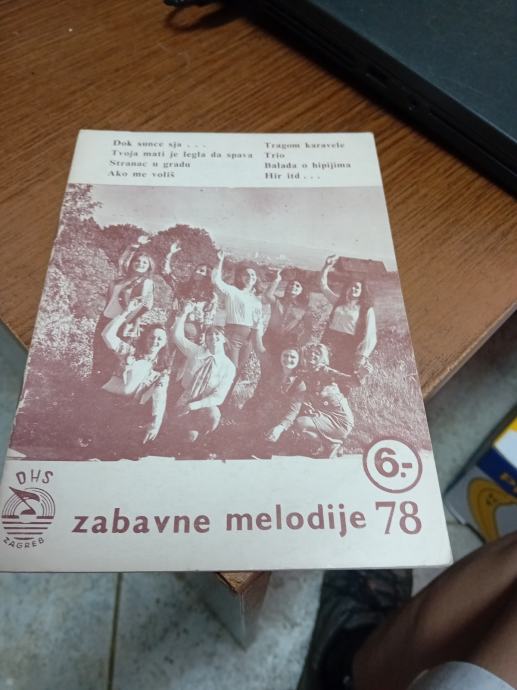 Dok sunce sja . . .
Tvoja mati je legla da spava
Stranac u gradu
Ako me voliš
Tragom karavele
Trio
Balada o hipijima
Hir itd . . .
6.-
DHS
ZAGREB
zabavne melodije 78